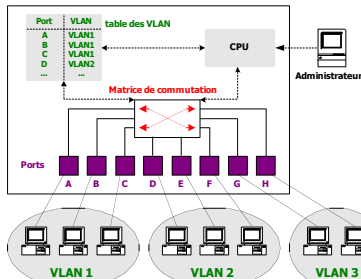 Port VLAN
table des VLAN
A VLAN1
B VLAN1
C VLAN1
D VLAN2
... ...
CPU
Administrateur
Matrice de commutation
Ports
A B C D E F G H
VLAN 1 VLAN 2 VLAN 3